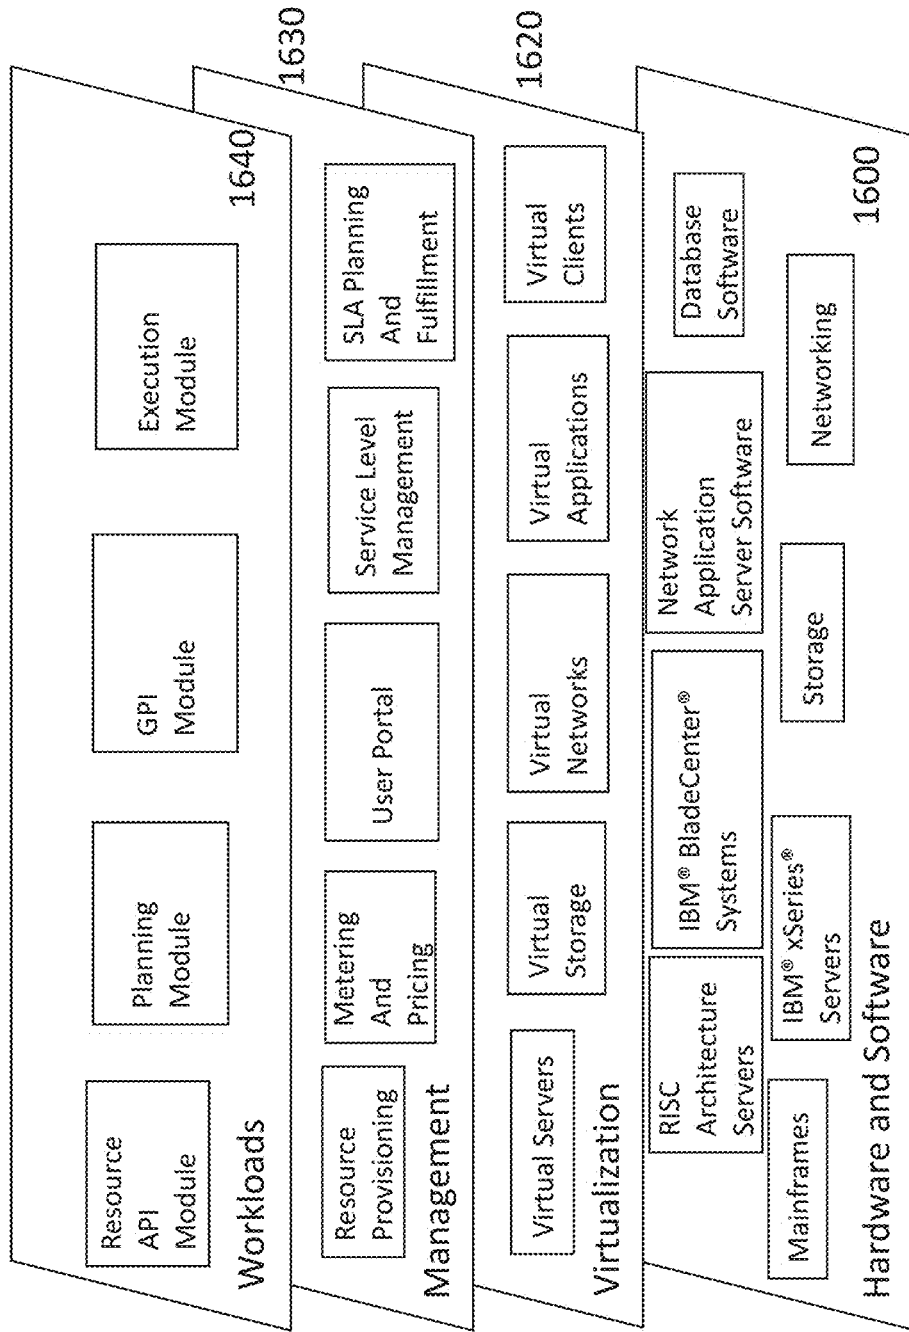 Resource
API
Module
Planning
Module
GPI
Module
Execution
Module
Workloads
1640
Resource
Provisioning
Metering
And
Pricing
User Portal
Service Level
Management
SLA Planning
And
Fulfillment
Management
1630
Virtual Servers
Virtual
Storage
Virtual
Networks
Virtual
Applications
Virtual
Clients
Virtualization
1620
RISC
Architecture
Servers
IBM® BladeCenter®
Systems
Network
Application
Server Software
Database
Software
Mainframes
IBM® xSeries®
Servers
Storage
Networking
Hardware and Software
1600